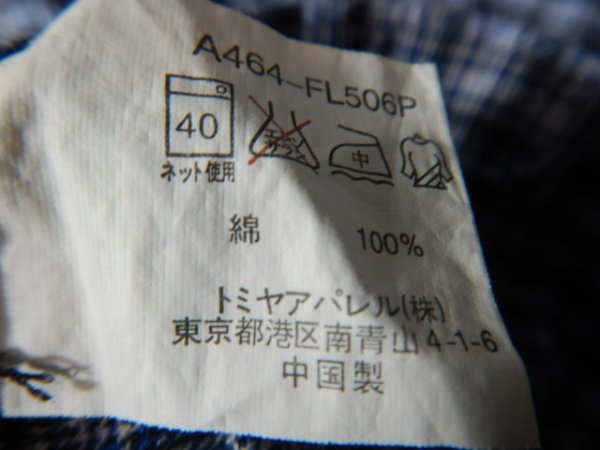 A464-FL506P
40 中
ネット使用
綿 100%
トミヤアパレル(株)
東京都港区南青山4-1-6
中国製